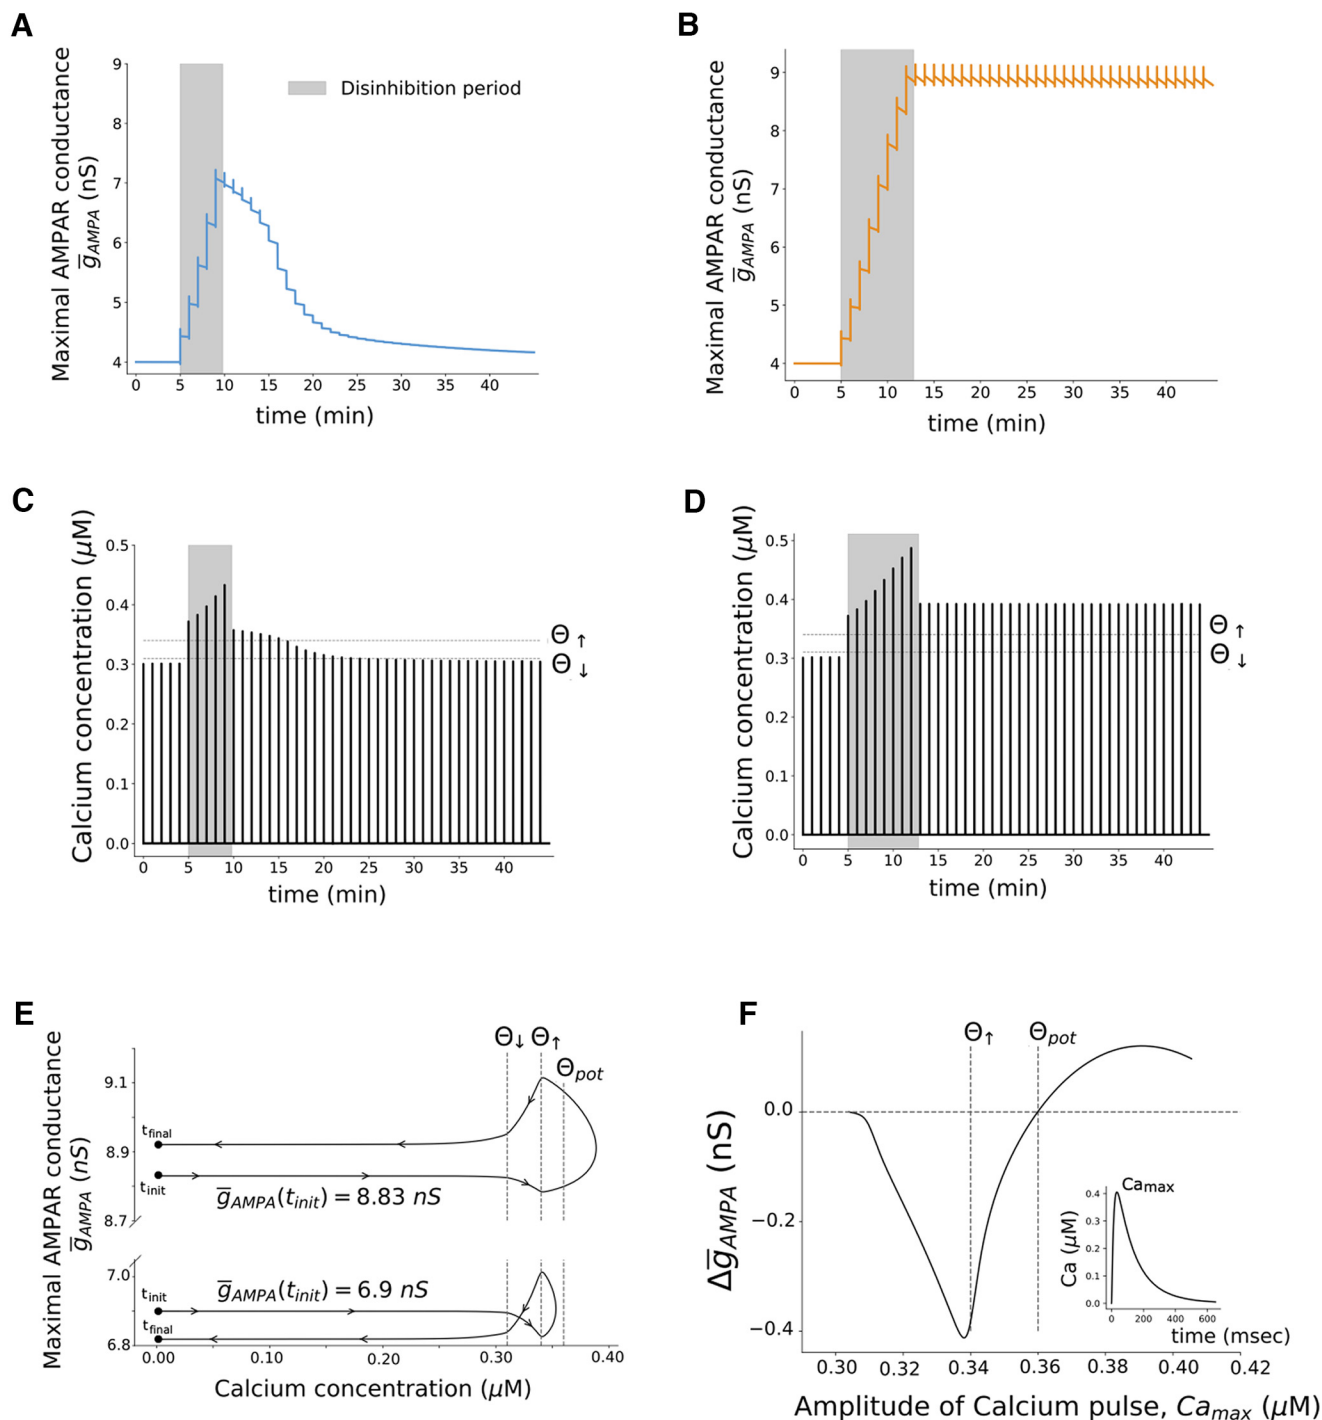 A
Maximal AMPAR conductance
g̅AMPA (nS)
9
8
7
6
5
4
Disinhibition period
0 5 10 15 20 25 30 35 40
time (min)
B
Maximal AMPAR conductance
g̅AMPA (nS)
9
8
7
6
5
4
0 5 10 15 20 25 30 35 40
time (min)
C
Calcium concentration (μM)
0.5
0.4
0.3
0.2
0.1
0.0
Θ↑
Θ↓
0 5 10 15 20 25 30 35 40
time (min)
D
Calcium concentration (μM)
0.5
0.4
0.3
0.2
0.1
0.0
Θ↑
Θ↓
0 5 10 15 20 25 30 35 40
time (min)
E
Maximal AMPAR conductance
g̅AMPA (nS)
Θ↓ Θ↑
Θpot
9.1
8.9
8.7
7.0
6.8
tfinal
tinit
g̅AMPA(tinit) = 8.83 nS
g̅AMPA(tinit) = 6.9 nS
tinit
tfinal
0.00 0.10 0.20 0.30 0.40
Calcium concentration (μM)
F
Θ↑ Θpot
Δg̅AMPA (nS)
0.0
−0.2
−0.4
Camax
Ca (μM)
0.4
0.3
0.2
0.1
0.0
0 200 400 600
time (msec)
0.30 0.32 0.34 0.36 0.38 0.40 0.42
Amplitude of Calcium pulse, Camax (μM)